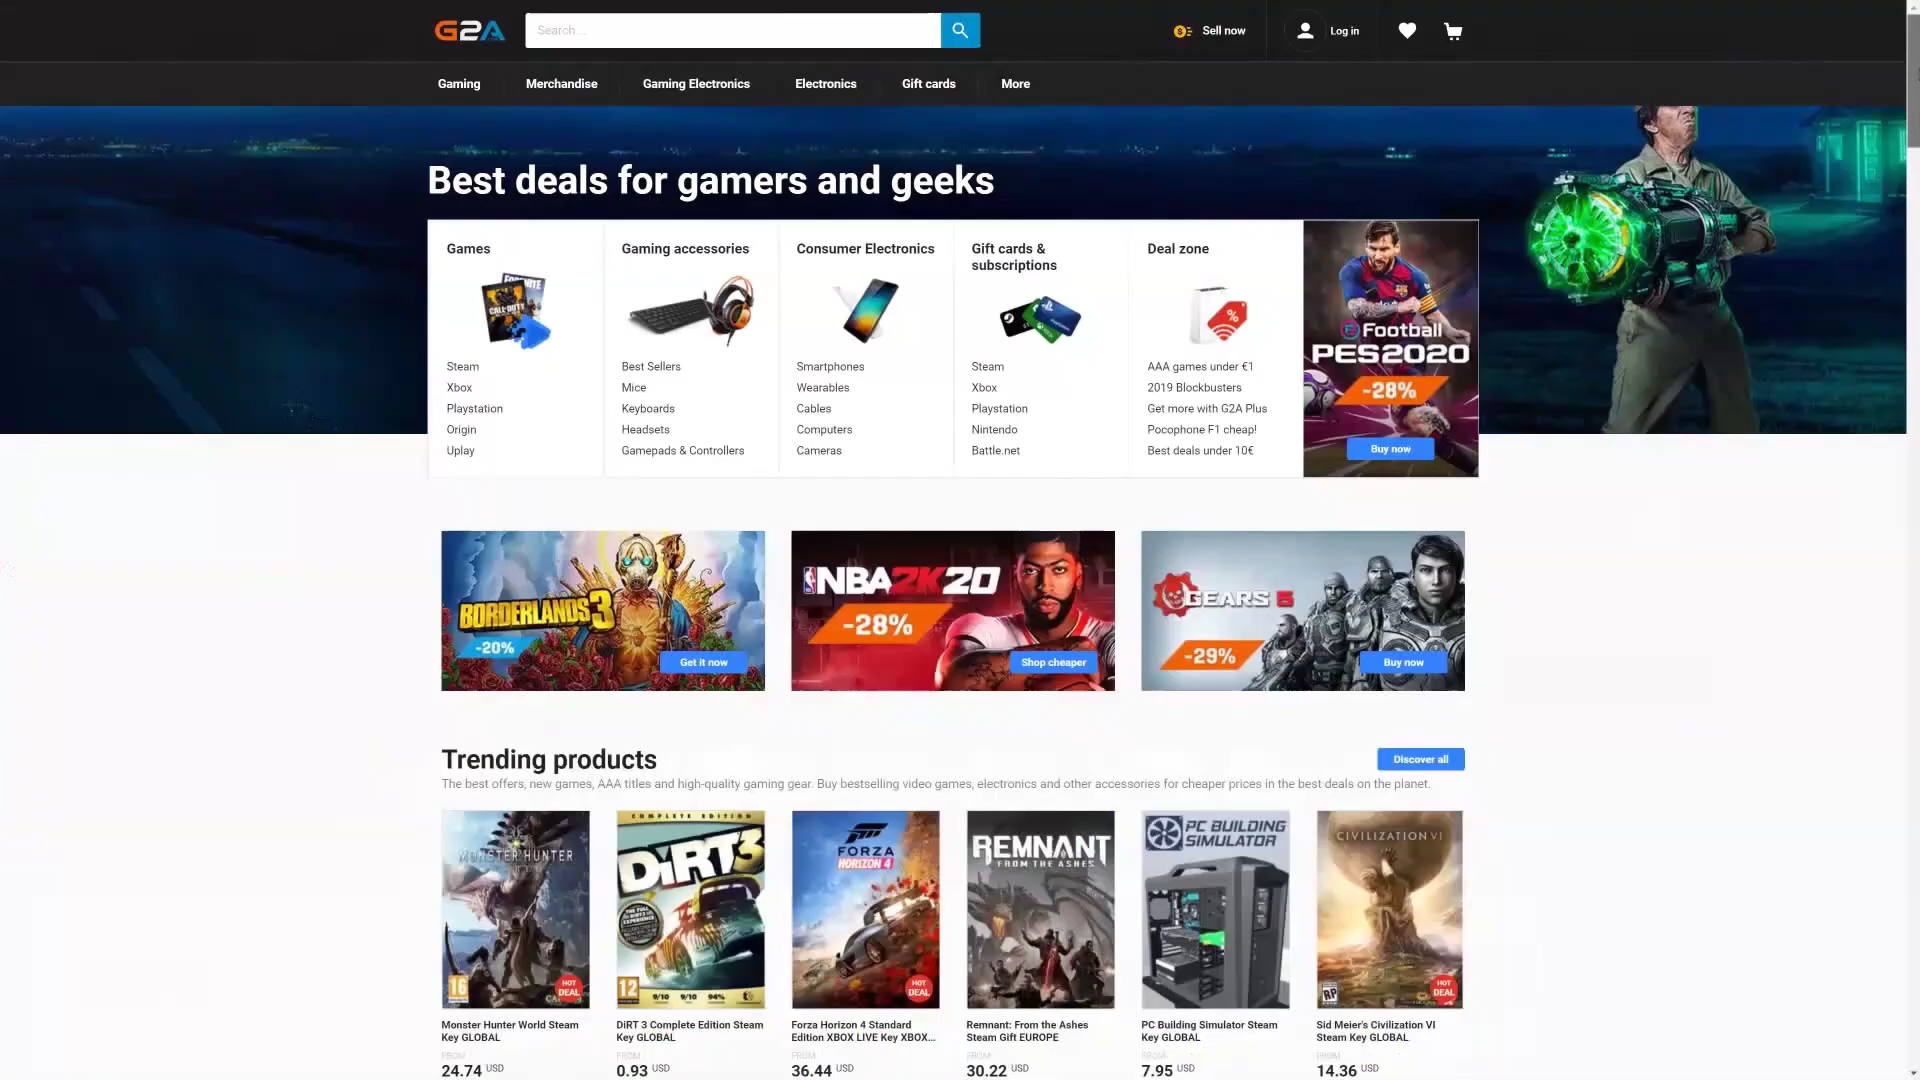 G2A
Search...
Sell now
Log in
Gaming
Merchandise
Gaming Electronics
Electronics
Gift cards
More
Best deals for gamers and geeks
Games
Steam
Xbox
Playstation
Origin
Uplay
Gaming accessories
Best Sellers
Mice
Keyboards
Headsets
Gamepads & Controllers
Consumer Electronics
Smartphones
Wearables
Cables
Computers
Cameras
Gift cards &
subscriptions
Steam
Xbox
Playstation
Nintendo
Battle.net
Deal zone
%
AAA games under €1
2019 Blockbusters
Get more with G2A Plus
Pocophone F1 cheap!
Best deals under 10€
Football
PES2020
-28%
Buy now
BORDERLANDS 3
-20%
Get it now
NBA 2K20
-28%
Shop cheaper
GEARS 5
-29%
Buy now
Trending products
Discover all
The best offers, new games, AAA titles and high-quality gaming gear. Buy bestselling video games, electronics and other accessories for cheaper prices in the best deals on the planet.
MONSTER HUNTER
16
HOT
DEAL
Monster Hunter World Steam
Key GLOBAL
FROM
24.74 USD
COMPLETE EDITION
DiRT3
12
9/10 9/10 94%
DiRT 3 Complete Edition Steam
Key GLOBAL
FROM
0.93 USD
FORZA
HORIZON 4
HOT
DEAL
Forza Horizon 4 Standard
Edition XBOX LIVE Key XBOX...
FROM
36.44 USD
REMNANT
FROM THE ASHES
Remnant: From the Ashes
Steam Gift EUROPE
FROM
30.22 USD
PC BUILDING
SIMULATOR
PC Building Simulator Steam
Key GLOBAL
FROM
7.95 USD
CIVILIZATION VI
RP
HOT
DEAL
Sid Meier's Civilization VI
Steam Key GLOBAL
FROM
14.36 USD